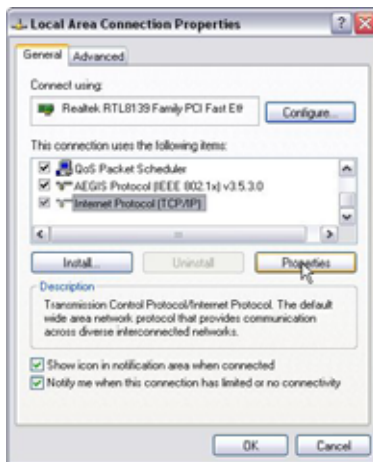 Local Area Connection Properties
General Advanced
Connect using:
Realtek RTL8139 Family PCI Fast Eth
Configure...
This connection uses the following items:
QoS Packet Scheduler
AEGIS Protocol (IEEE 802.1x) v3.5.3.0
Internet Protocol (TCP/IP)
Install... Uninstall Properties
Description
Transmission Control Protocol/Internet Protocol. The default
wide area network protocol that provides communication
across diverse interconnected networks.
Show icon in notification area when connected
Notify me when this connection has limited or no connectivity
OK Cancel